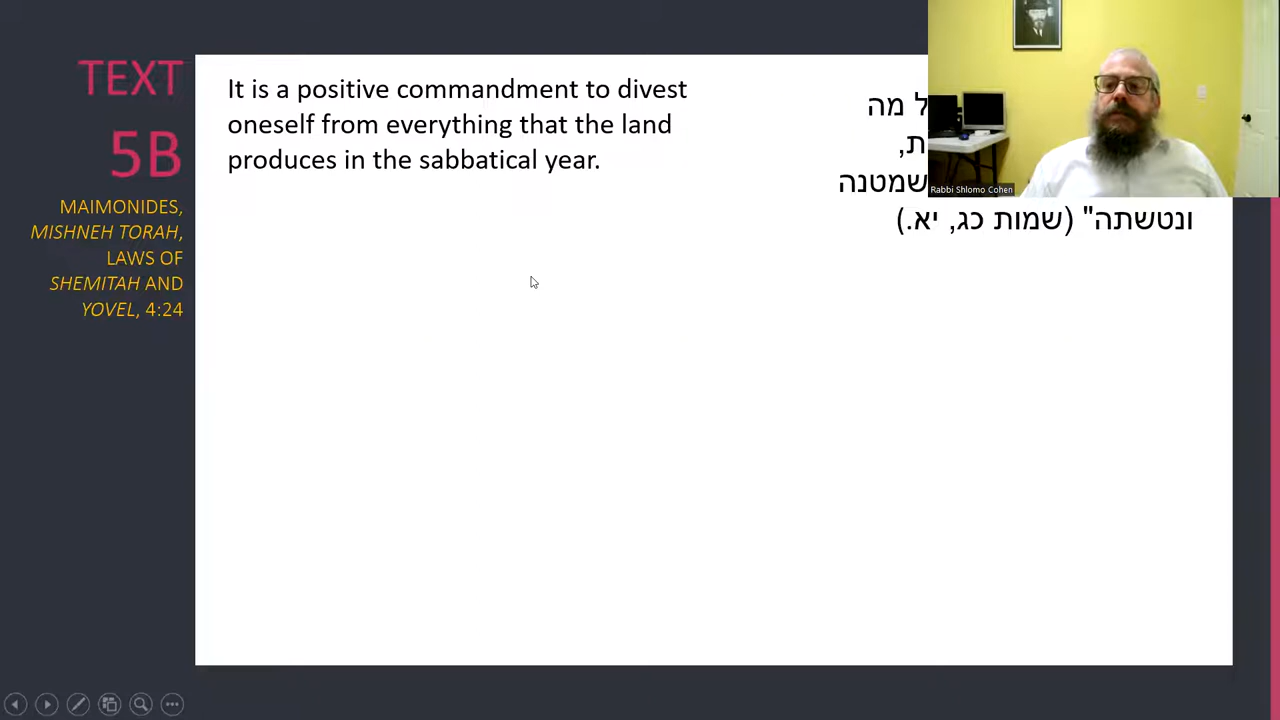 TEXT
5B
MAIMONIDES,
MISHNEH TORAH,
LAWS OF
SHEMITAH AND
YOVEL, 4:24
It is a positive commandment to divest
oneself from everything that the land
produces in the sabbatical year.
ל מה
ת,
שמטנה
ונטשתה" (שמות כג, יא.)
Rabbi Shlomo Cohen